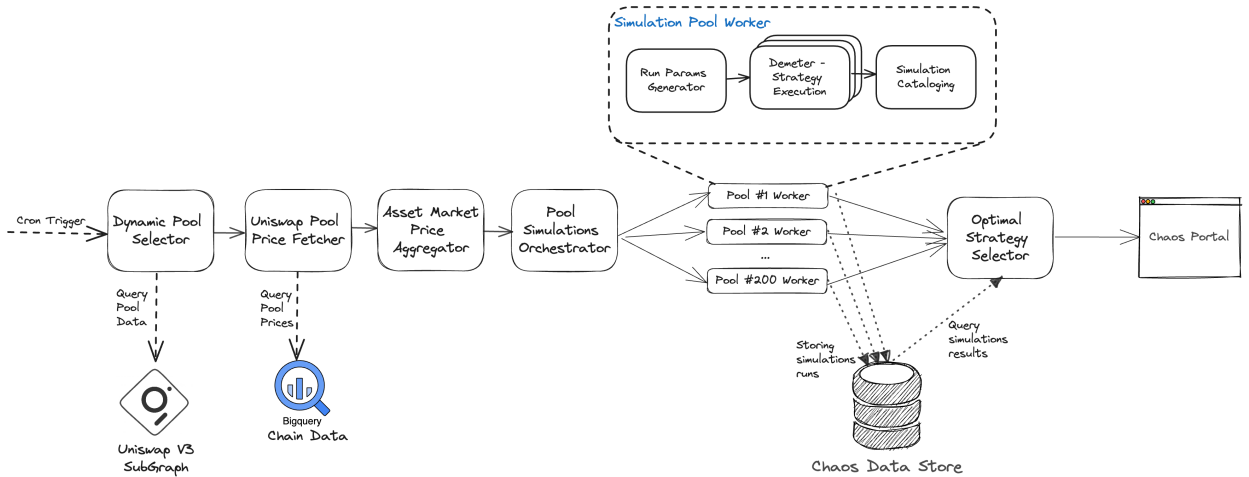 Simulation Pool Worker
Run Params
Generator
Demeter -
Strategy
Execution
Simulation
Cataloging
Cron Trigger
Dynamic Pool
Selector
Uniswap Pool
Price Fetcher
Asset Market
Price
Aggregator
Pool
Simulations
Orchestrator
Pool #1 Worker
Pool #2 Worker
...
Pool #200 Worker
Optimal
Strategy
Selector
Chaos Portal
Query
Pool
Data
Query
Pool
Prices
Storing
simulations
runs
Query
simulations
results
Uniswap V3
SubGraph
Bigquery
Chain Data
Chaos Data Store